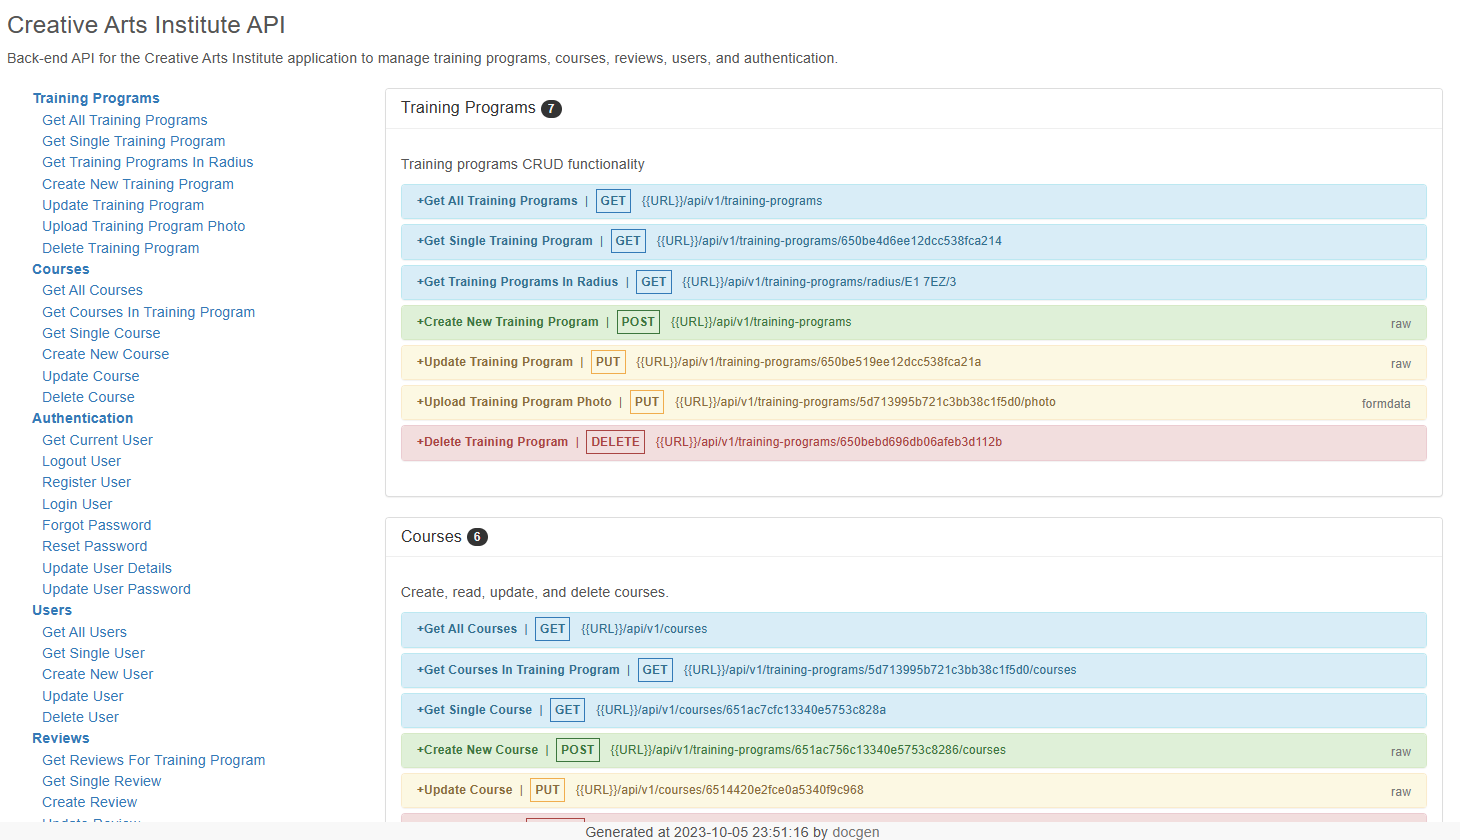 Creative Arts Institute API
Back-end API for the Creative Arts Institute application to manage training programs, courses, reviews, users, and authentication.
Training Programs
Get All Training Programs
Get Single Training Program
Get Training Programs In Radius
Create New Training Program
Update Training Program
Upload Training Program Photo
Delete Training Program
Courses
Get All Courses
Get Courses In Training Program
Get Single Course
Create New Course
Update Course
Delete Course
Authentication
Get Current User
Logout User
Register User
Login User
Forgot Password
Reset Password
Update User Details
Update User Password
Users
Get All Users
Get Single User
Create New User
Update User
Delete User
Reviews
Get Reviews For Training Program
Get Single Review
Create Review
Update Review
Training Programs 7
Training programs CRUD functionality
+Get All Training Programs | GET {{URL}}/api/v1/training-programs
+Get Single Training Program | GET {{URL}}/api/v1/training-programs/650be4d6ee12dcc538fca214
+Get Training Programs In Radius | GET {{URL}}/api/v1/training-programs/radius/E1 7EZ/3
+Create New Training Program | POST {{URL}}/api/v1/training-programs raw
+Update Training Program | PUT {{URL}}/api/v1/training-programs/650be519ee12dcc538fca21a raw
+Upload Training Program Photo | PUT {{URL}}/api/v1/training-programs/5d713995b721c3bb38c1f5d0/photo formdata
+Delete Training Program | DELETE {{URL}}/api/v1/training-programs/650bebd696db06afeb3d112b
Courses 6
Create, read, update, and delete courses.
+Get All Courses | GET {{URL}}/api/v1/courses
+Get Courses In Training Program | GET {{URL}}/api/v1/training-programs/5d713995b721c3bb38c1f5d0/courses
+Get Single Course | GET {{URL}}/api/v1/courses/651ac7cfc13340e5753c828a
+Create New Course | POST {{URL}}/api/v1/training-programs/651ac756c13340e5753c8286/courses raw
+Update Course | PUT {{URL}}/api/v1/courses/6514420e2fce0a5340f9c968 raw
Generated at 2023-10-05 23:51:16 by docgen